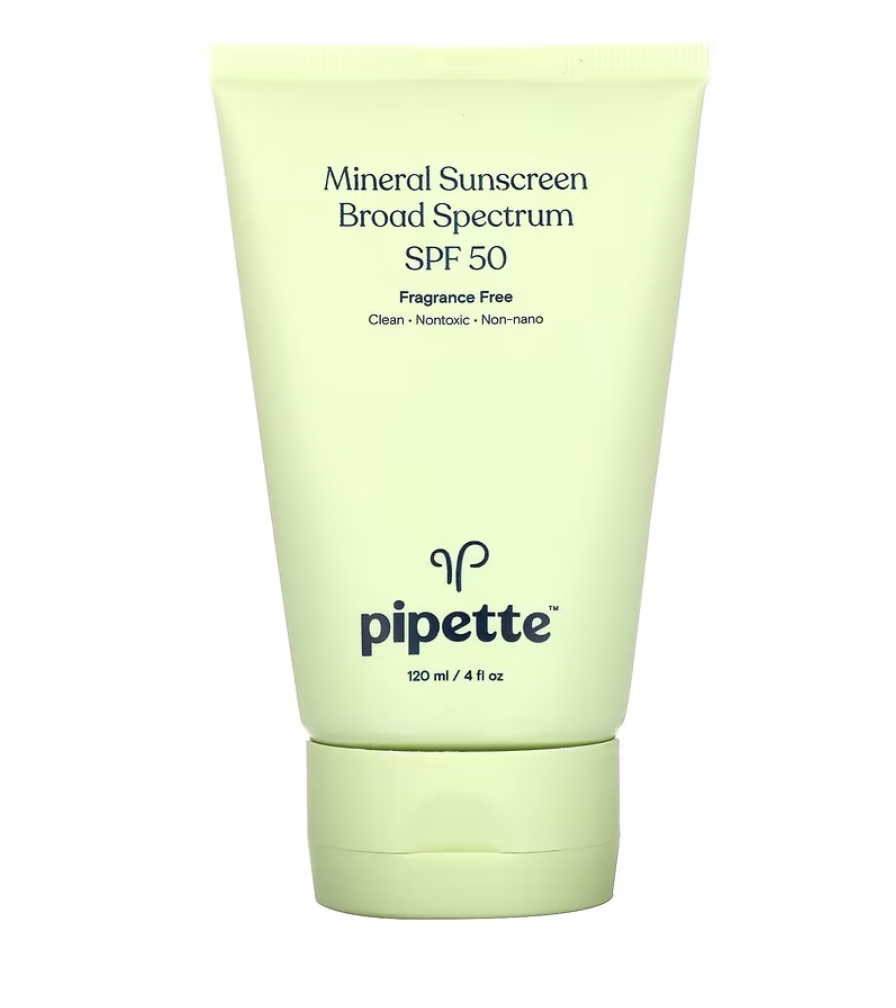 Mineral Sunscreen
Broad Spectrum
SPF 50
Fragrance Free
Clean • Nontoxic • Non-nano
pipette™
120 ml / 4 fl oz